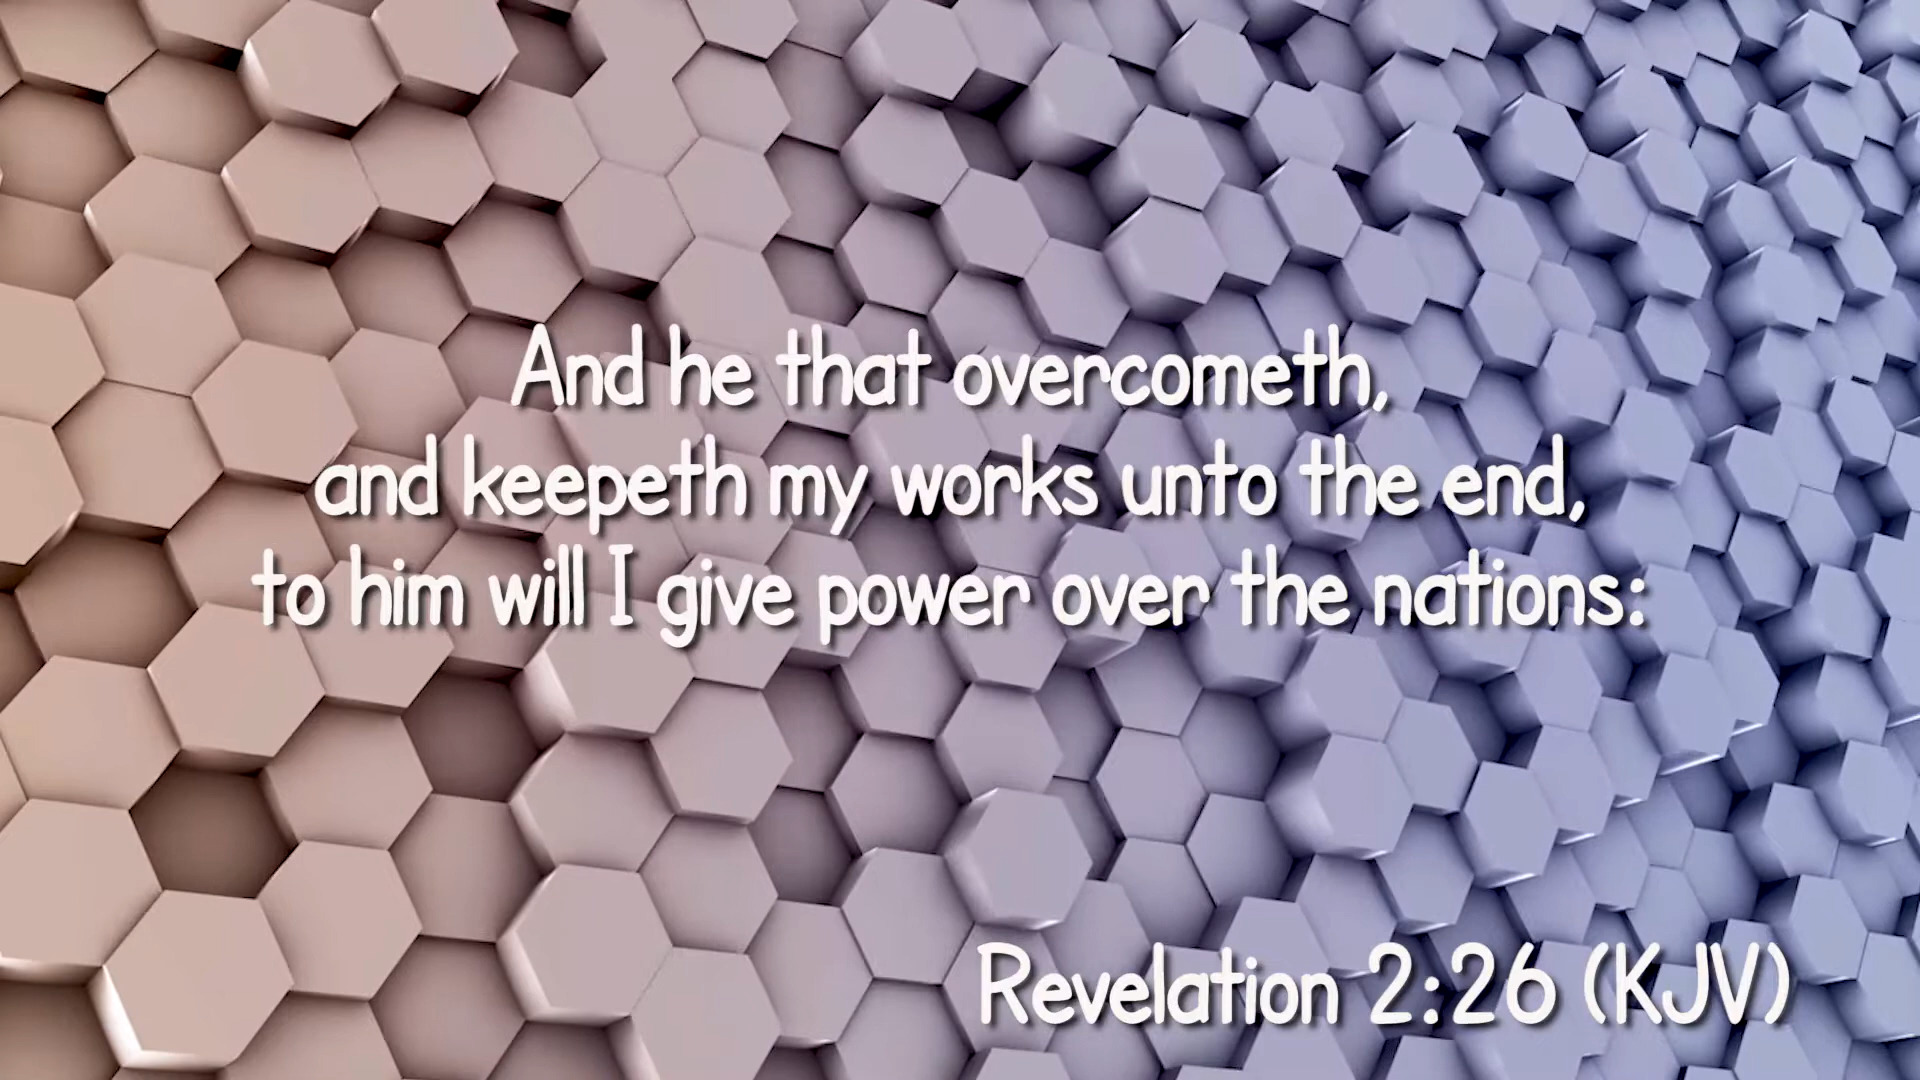 And he that overcometh,
and keepeth my works unto the end,
to him will I give power over the nations:
Revelation 2:26 (KJV)